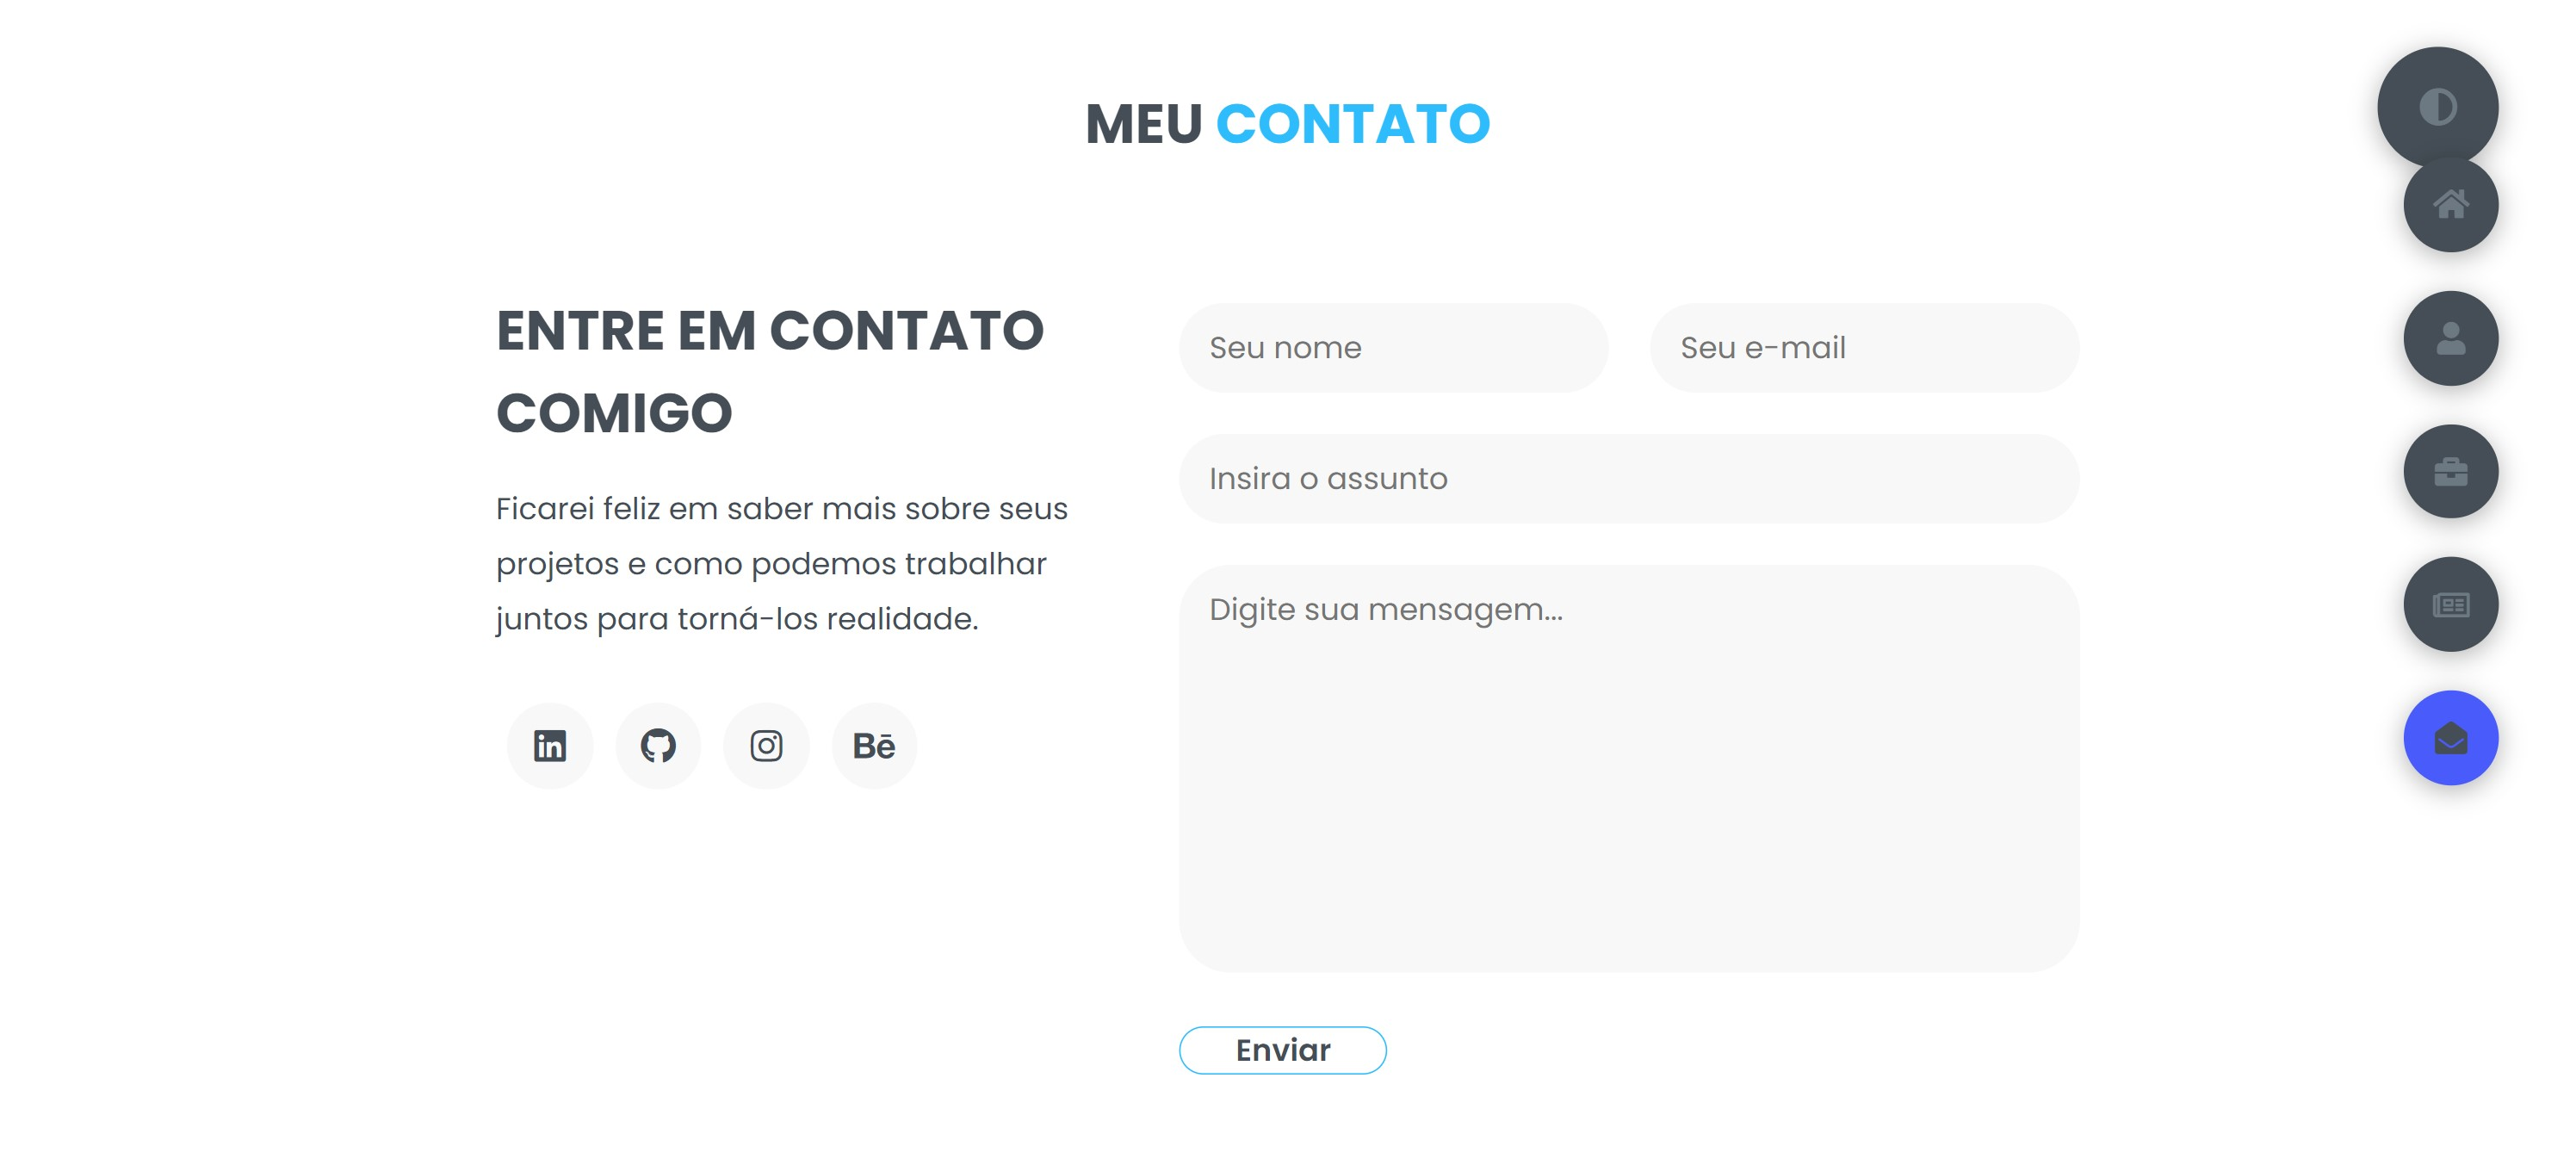 MEU CONTATO
ENTRE EM CONTATO
COMIGO
Ficarei feliz em saber mais sobre seus
projetos e como podemos trabalhar
juntos para torná-los realidade.
in
Bē
Seu nome
Seu e-mail
Insira o assunto
Digite sua mensagem...
Enviar